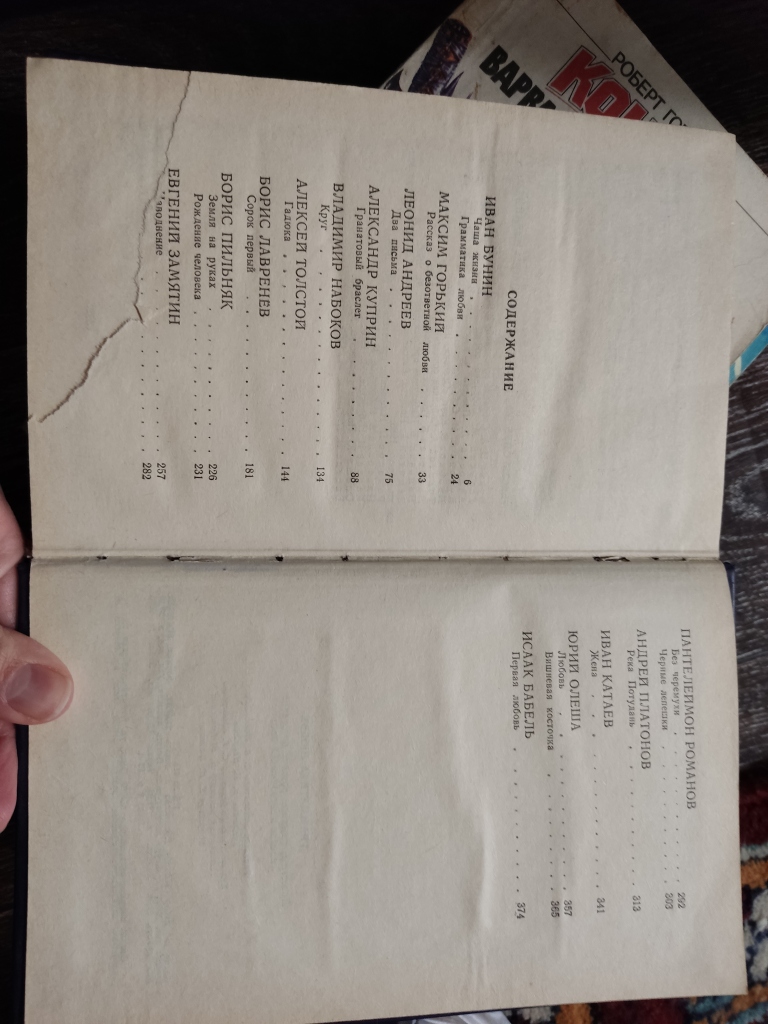 СОДЕРЖАНИЕ
ИВАН БУНИН
Чаша жизни . . . . . . . . . . 6
Грамматика любви . . . . . . . . 24
МАКСИМ ГОРЬКИЙ
Рассказ о безответной любви . . . . . 33
ЛЕОНИД АНДРЕЕВ
Два письма . . . . . . . . . . 75
АЛЕКСАНДР КУПРИН
Гранатовый браслет . . . . . . . 88
ВЛАДИМИР НАБОКОВ
Круг . . . . . . . . . . . . 134
АЛЕКСЕЙ ТОЛСТОЙ
Гадюка . . . . . . . . . . . 144
БОРИС ЛАВРЕНЕВ
Сорок первый . . . . . . . . . 181
БОРИС ПИЛЬНЯК
Земля на руках . . . . . . . . 226
Рождение человека . . . . . . . . 231
ЕВГЕНИЙ ЗАМЯТИН
Наводнение . . . . . . . . . . 257
. . . . . . . . . 282
ПАНТЕЛЕЙМОН РОМАНОВ
Без черемухи . . . . . . . . . 292
Черные лепешки . . . . . . . . . 303
АНДРЕЙ ПЛАТОНОВ
Река Потудань . . . . . . . . . 313
ИВАН КАТАЕВ
Жена . . . . . . . . . . . . 341
ЮРИЙ ОЛЕША
Любовь . . . . . . . . . . . 357
Вишневая косточка . . . . . . . . 365
ИСААК БАБЕЛЬ
Первая любовь . . . . . . . . . 374
РОБЕРТ